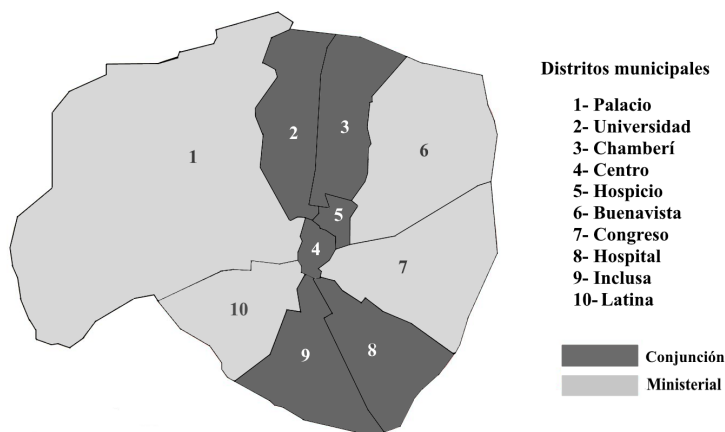 Distritos municipales
1- Palacio
2- Universidad
3- Chamberí
4- Centro
5- Hospicio
6- Buenavista
7- Congreso
8- Hospital
9- Inclusa
10- Latina
Conjunción
Ministerial
1
2
3
6
5
4
7
10
9
8